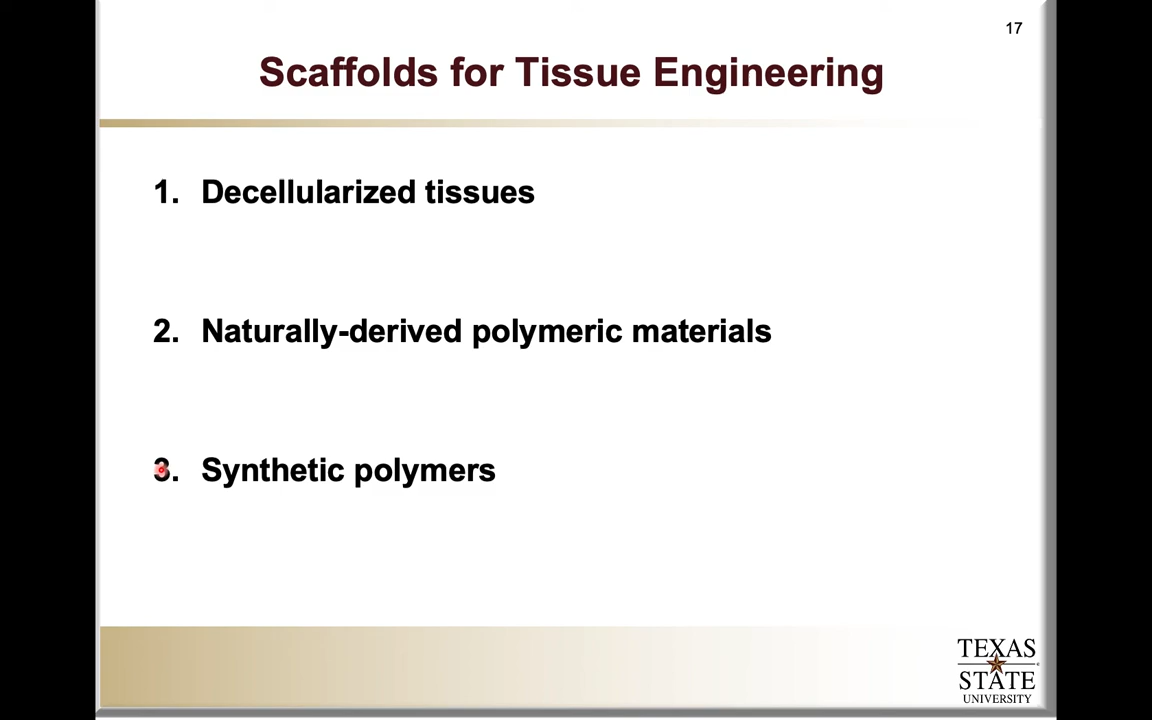 17
Scaffolds for Tissue Engineering
1. Decellularized tissues
2. Naturally-derived polymeric materials
3. Synthetic polymers
TEXAS
STATE
UNIVERSITY